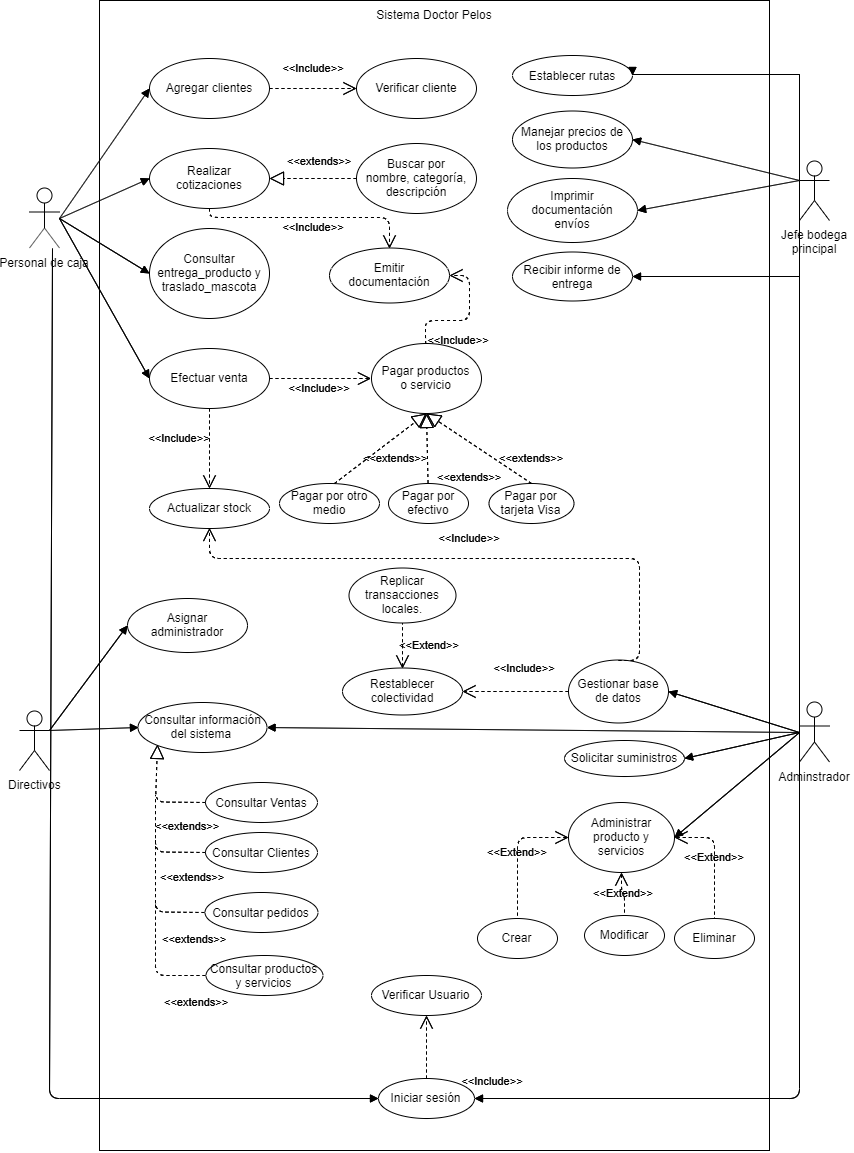 Sistema Doctor Pelos
Agregar clientes
<<Include>>
Verificar cliente
Establecer rutas
Manejar precios de
los productos
Realizar
cotizaciones
<<extends>>
Buscar por
nombre, categoría,
descripción
Imprimir
documentación
envíos
Jefe bodega
principal
<<Include>>
Personal de caja
Consultar
entrega_producto y
traslado_mascota
Emitir
documentación
Recibir informe de
entrega
<<Include>>
Efectuar venta
<<Include>>
Pagar productos
o servicio
<<Include>>
<<extends>>
<<extends>>
<<extends>>
Actualizar stock
Pagar por otro
medio
Pagar por
efectivo
Pagar por
tarjeta Visa
<<Include>>
Replicar
transacciones
locales.
Asignar
administrador
<<Extend>>
Restablecer
colectividad
<<Include>>
Gestionar base
de datos
Consultar información
del sistema
Directivos
Solicitar suministros
Adminstrador
Consultar Ventas
<<extends>>
Consultar Clientes
<<extends>>
Consultar pedidos
<<extends>>
Consultar productos
y servicios
<<extends>>
Administrar
producto y
servicios
<<Extend>>
<<Extend>>
<<Extend>>
Crear
Modificar
Eliminar
Verificar Usuario
<<Include>>
Iniciar sesión